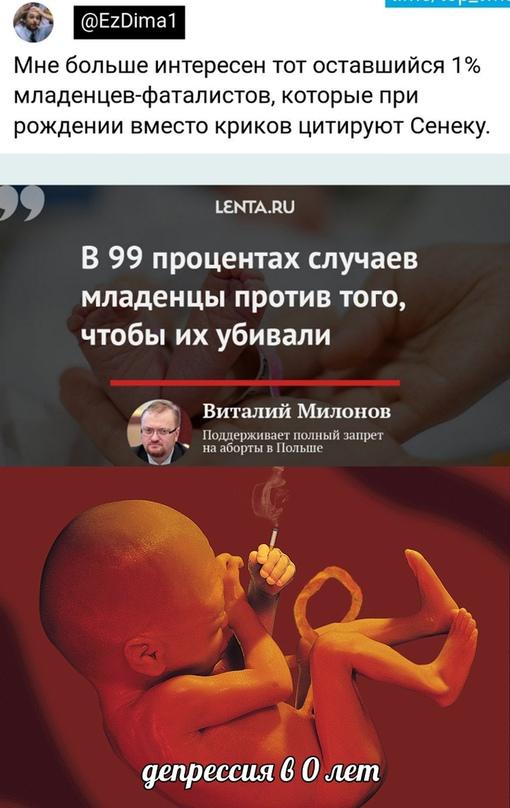 @EzDima1
Мне больше интересен тот оставшийся 1%
младенцев-фаталистов, которые при
рождении вместо криков цитируют Сенеку.
LENTA.RU
В 99 процентах случаев
младенцы против того,
чтобы их убивали
Виталий Милонов
Поддерживает полный запрет
на аборты в Польше
депрессия в 0 лет